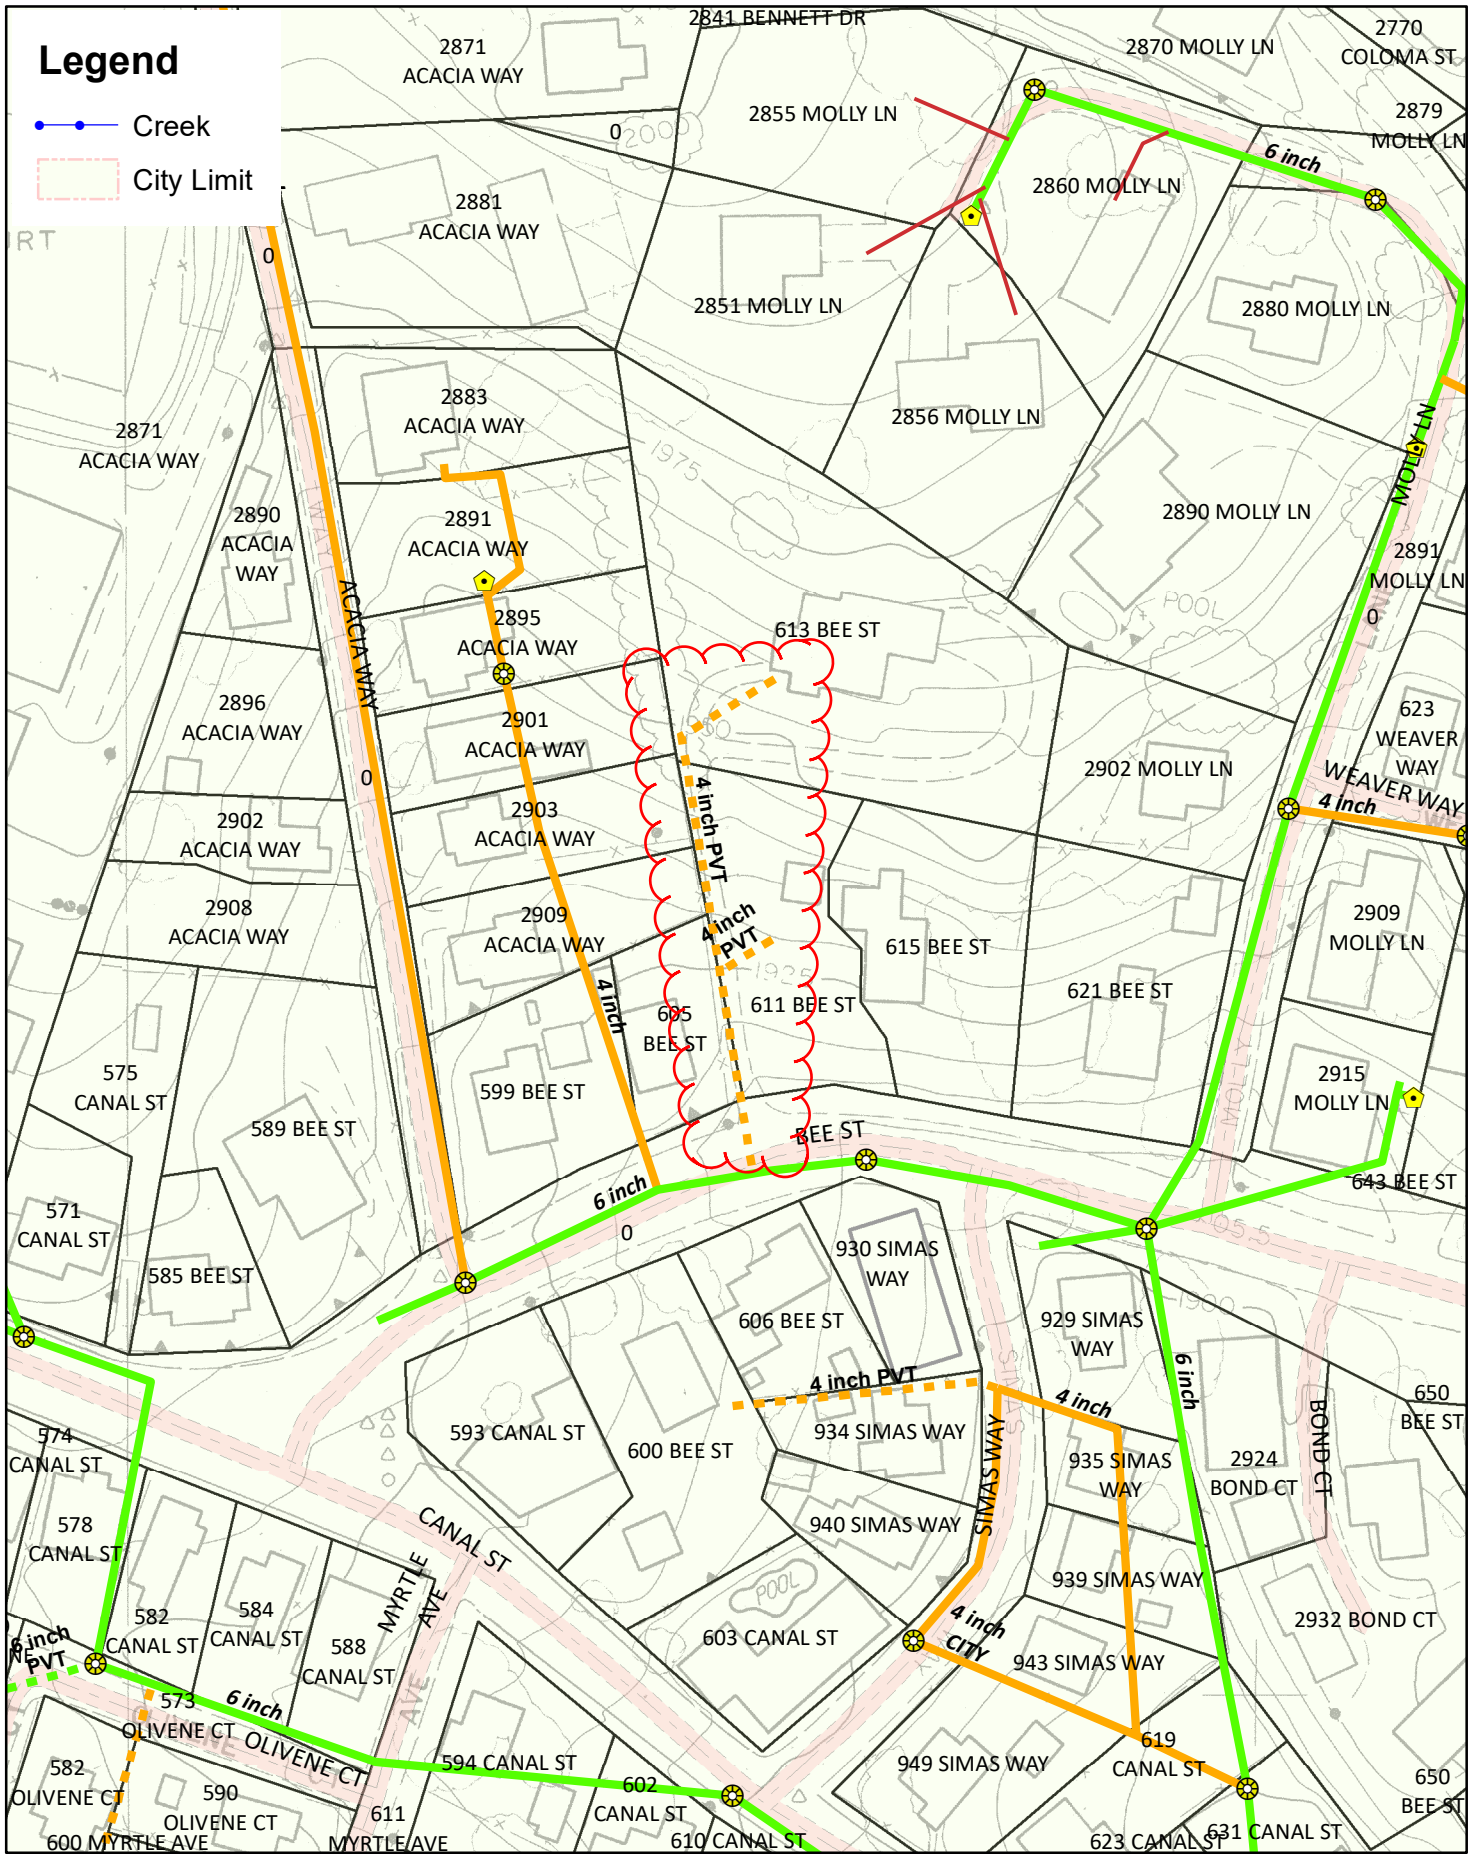 Legend
Creek
City Limit
2841 BENNETT DR
2871
ACACIA WAY
2870 MOLLY LN
2770
COLOMA ST
2855 MOLLY LN
2879
MOLLY LN
0
2000
6 inch
2860 MOLLY LN
2881
ACACIA WAY
0
2851 MOLLY LN
2880 MOLLY LN
2883
ACACIA WAY
2856 MOLLY LN
2871
ACACIA WAY
1975
MOLLY LN
2890
ACACIA
WAY
2891
ACACIA WAY
2890 MOLLY LN
2891
MOLLY LN
POOL
0
ACACIA WAY
WAY
2895
ACACIA WAY
613 BEE ST
2896
ACACIA WAY
2901
ACACIA WAY
623
WEAVER
WAY
0
2902 MOLLY LN
WEAVER WAY
4 inch
4 inch PVT
2902
ACACIA WAY
2903
ACACIA WAY
2908
ACACIA WAY
2909
ACACIA WAY
4 inch
PVT
2909
MOLLY LN
615 BEE ST
1925
621 BEE ST
4 inch
605
BEE ST
611 BEE ST
575
CANAL ST
599 BEE ST
2915
MOLLY LN
589 BEE ST
BEE ST
6 inch
643 BEE ST
571
CANAL ST
0
585 BEE ST
930 SIMAS
WAY
606 BEE ST
929 SIMAS
WAY
6 inch
4 inch PVT
4 inch
650
BEE ST
593 CANAL ST
600 BEE ST
934 SIMAS WAY
SIMAS WAY
935 SIMAS
WAY
2924
BOND CT
BOND CT
574
CANAL ST
578
CANAL ST
CANAL ST
940 SIMAS WAY
MYRTLE
AVE
POOL
939 SIMAS WAY
582
CANAL ST
584
CANAL ST
588
CANAL ST
603 CANAL ST
4 inch
CITY
943 SIMAS WAY
2932 BOND CT
6 inch
PVT
6 inch
573
OLIVENE CT
OLIVENE CT
AVE
582
OLIVENE CT
590
OLIVENE CT
594 CANAL ST
602
CANAL ST
949 SIMAS WAY
619
CANAL ST
650
BEE ST
600 MYRTLE AVE
611
MYRTLE AVE
610 CANAL ST
623 CANAL ST
631 CANAL ST